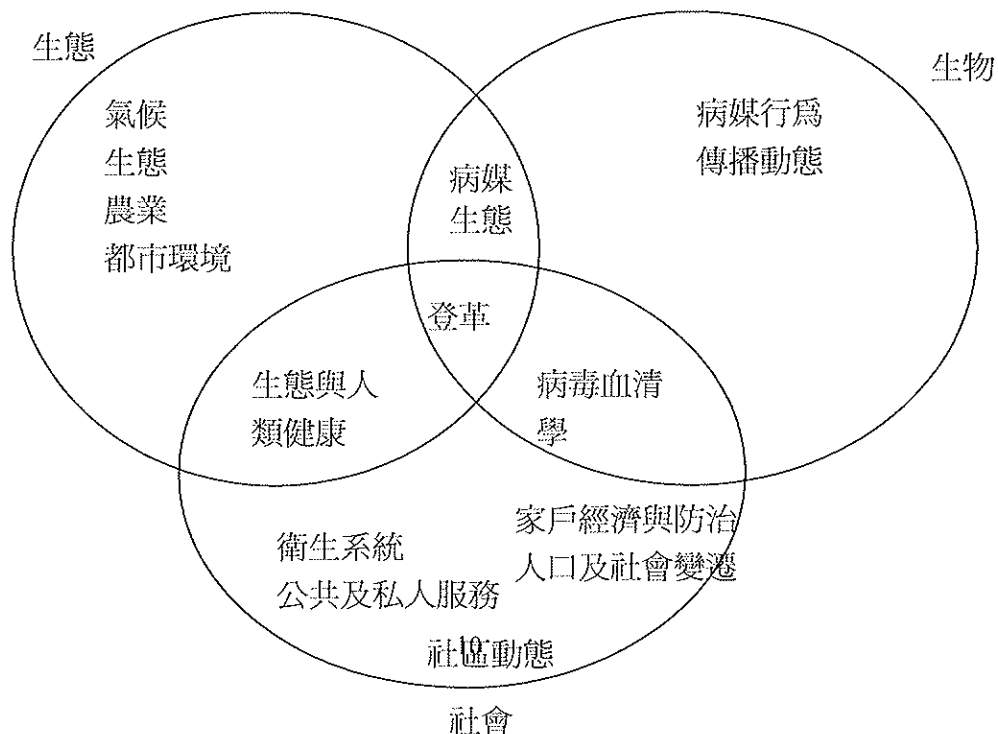 生態
生物
氣候
生態
農業
都市環境
病媒行爲
傳播動態
病媒
生態
登革
生態與人
類健康
病毒血清
學
家戶經濟與防治
人口及社會變遷
衛生系統
公共及私人服務
社區動態
10
社會